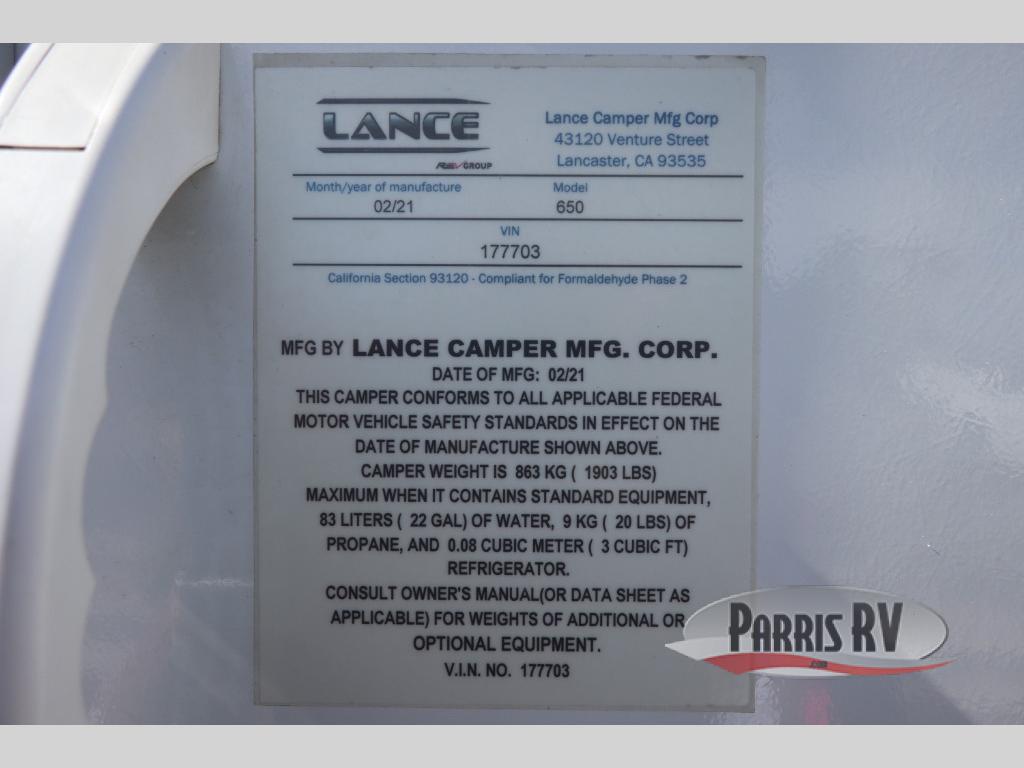 LANCE
REV GROUP
Lance Camper Mfg Corp
43120 Venture Street
Lancaster, CA 93535
Month/year of manufacture Model
02/21 650
VIN
177703
California Section 93120 - Compliant for Formaldehyde Phase 2
MFG BY LANCE CAMPER MFG. CORP.
DATE OF MFG: 02/21
THIS CAMPER CONFORMS TO ALL APPLICABLE FEDERAL
MOTOR VEHICLE SAFETY STANDARDS IN EFFECT ON THE
DATE OF MANUFACTURE SHOWN ABOVE.
CAMPER WEIGHT IS 863 KG ( 1903 LBS)
MAXIMUM WHEN IT CONTAINS STANDARD EQUIPMENT,
83 LITERS ( 22 GAL) OF WATER, 9 KG ( 20 LBS) OF
PROPANE, AND 0.08 CUBIC METER ( 3 CUBIC FT)
REFRIGERATOR.
CONSULT OWNER'S MANUAL(OR DATA SHEET AS
APPLICABLE) FOR WEIGHTS OF ADDITIONAL OR
OPTIONAL EQUIPMENT.
V.I.N. NO. 177703
PARRIS RV
.com